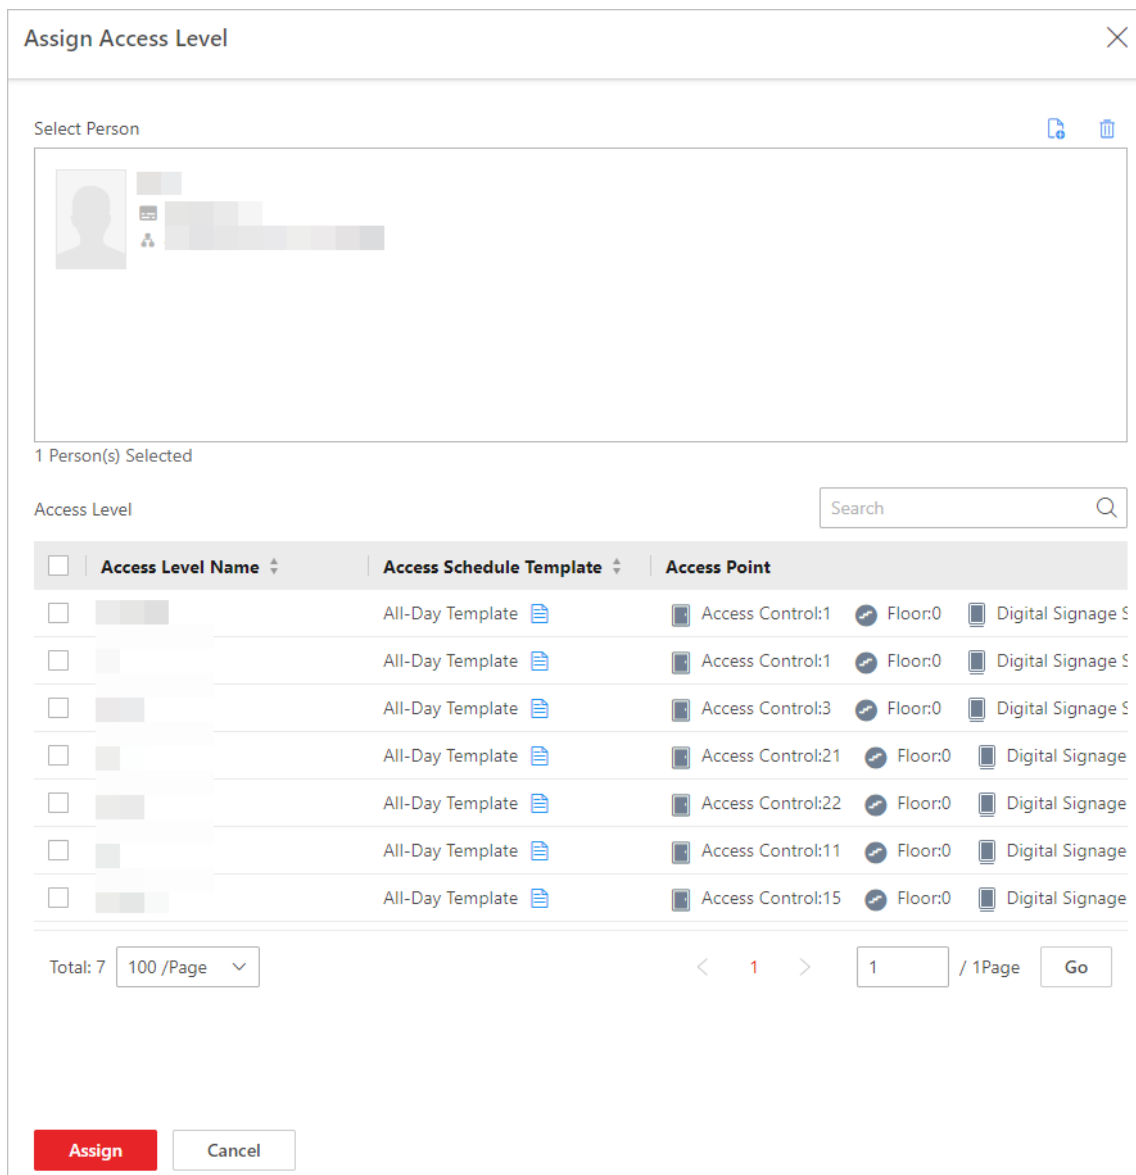 Assign Access Level
Select Person
1 Person(s) Selected
Access Level
Search
Access Level Name Access Schedule Template Access Point
All-Day Template Access Control:1 Floor:0 Digital Signage S
All-Day Template Access Control:1 Floor:0 Digital Signage S
All-Day Template Access Control:3 Floor:0 Digital Signage S
All-Day Template Access Control:21 Floor:0 Digital Signage
All-Day Template Access Control:22 Floor:0 Digital Signage
All-Day Template Access Control:11 Floor:0 Digital Signage
All-Day Template Access Control:15 Floor:0 Digital Signage
Total: 7 100 /Page < 1 > 1 / 1Page Go
Assign Cancel